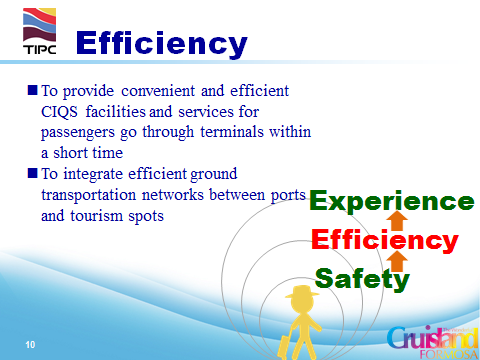 TIPC
Efficiency
To provide convenient and efficient
CIQS facilities and services for
passengers go through terminals within
a short time
To integrate efficient ground
transportation networks between ports
and tourism spots
Experience
Efficiency
Safety
10
Cruisland
FORMOSA